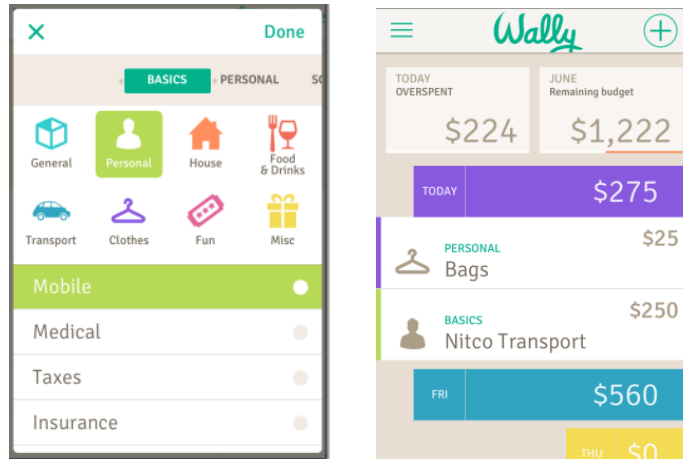 Done
BASICS PERSONAL
General Personal House Food & Drinks
Transport Clothes Fun Misc
Mobile
Medical
Taxes
Insurance
Wally
TODAY
OVERSPENT
$224
JUNE
Remaining budget
$1,222
TODAY $275
PERSONAL
Bags
$25
BASICS
Nitco Transport
$250
FRI $560
THU $0